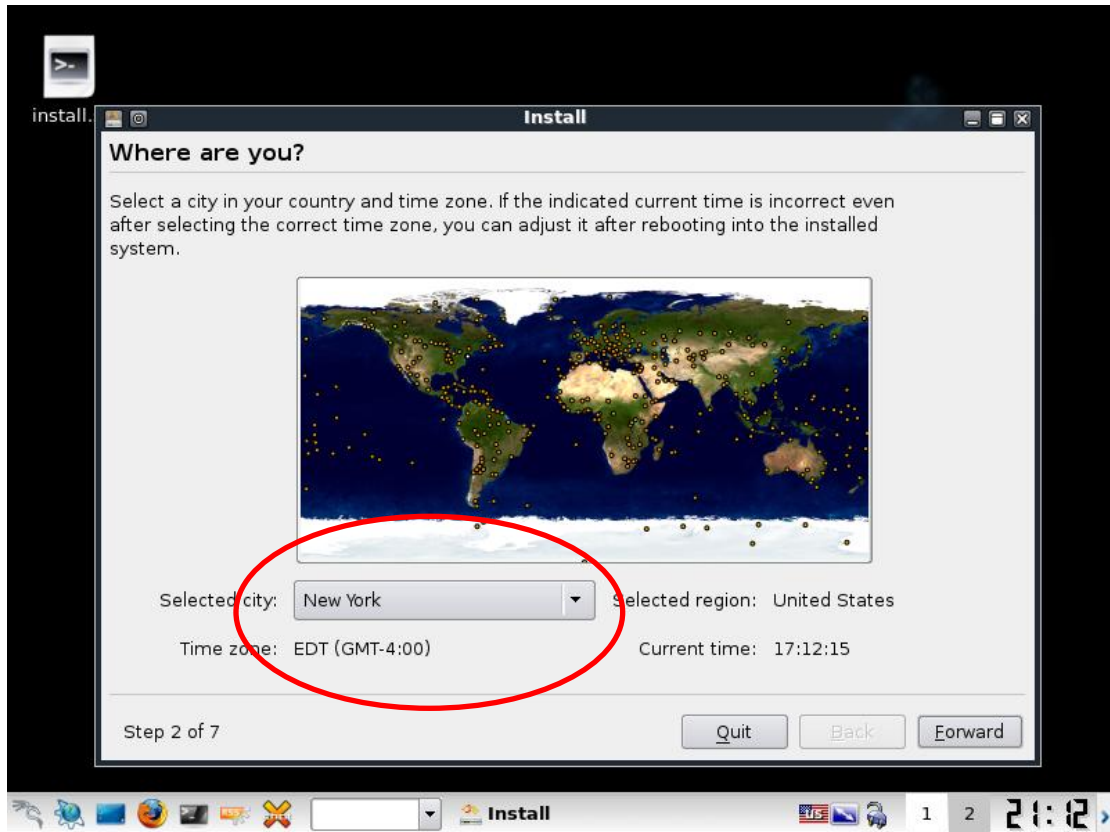 install.
Install
Where are you?
Select a city in your country and time zone. If the indicated current time is incorrect even
after selecting the correct time zone, you can adjust it after rebooting into the installed
system.
Selected city: New York Selected region: United States
Time zone: EDT (GMT-4:00) Current time: 17:12:15
Step 2 of 7 Quit Back Forward
Install US 1 2 21:12